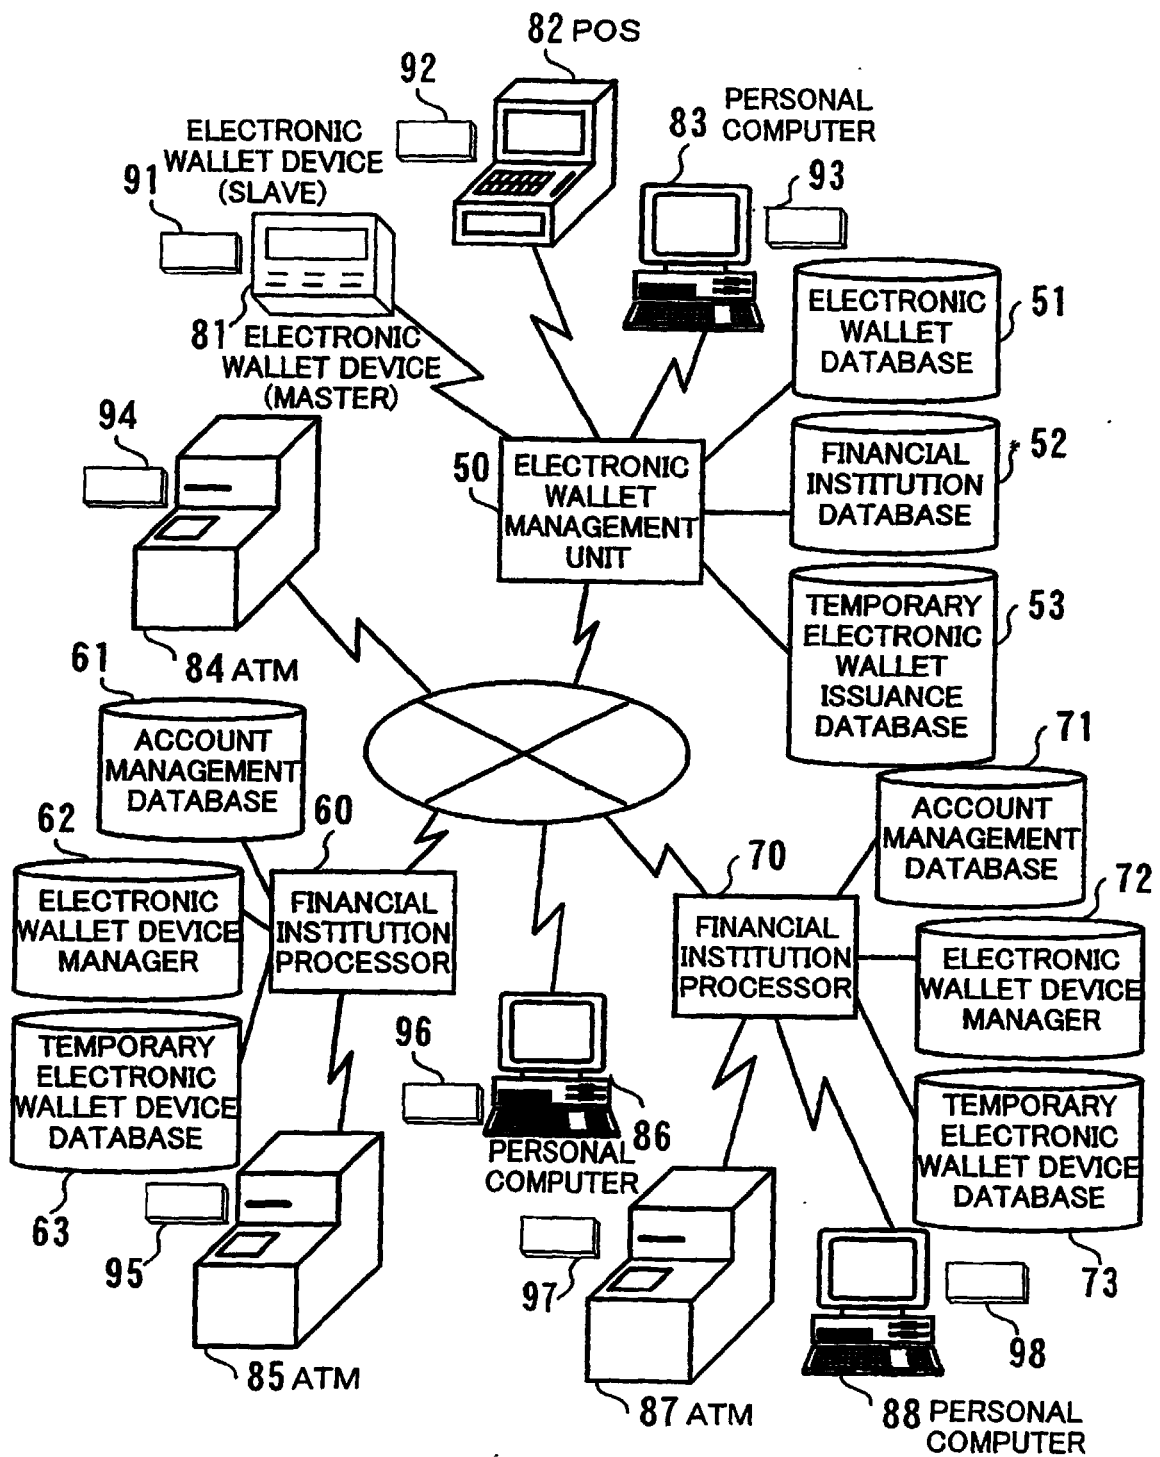 82 POS
92
PERSONAL
COMPUTER
83
ELECTRONIC
WALLET DEVICE
(SLAVE)
91
93
81 ELECTRONIC
WALLET DEVICE
(MASTER)
ELECTRONIC
WALLET
DATABASE
51
94
50
ELECTRONIC
WALLET
MANAGEMENT
UNIT
FINANCIAL
INSTITUTION
DATABASE
52
TEMPORARY
ELECTRONIC
WALLET
ISSUANCE
DATABASE
53
84 ATM
61
ACCOUNT
MANAGEMENT
DATABASE
71
ACCOUNT
MANAGEMENT
DATABASE
62
60
ELECTRONIC
WALLET DEVICE
MANAGER
FINANCIAL
INSTITUTION
PROCESSOR
70
FINANCIAL
INSTITUTION
PROCESSOR
72
ELECTRONIC
WALLET DEVICE
MANAGER
TEMPORARY
ELECTRONIC
WALLET DEVICE
DATABASE
63
96
86
PERSONAL
COMPUTER
TEMPORARY
ELECTRONIC
WALLET DEVICE
DATABASE
73
95
97
98
85 ATM
87 ATM
88 PERSONAL
COMPUTER